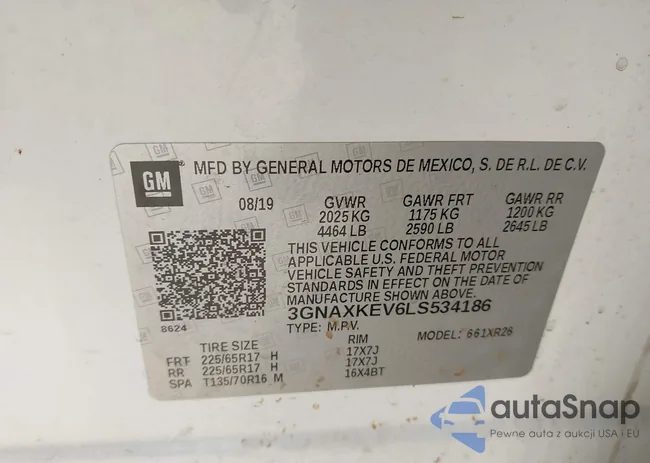 GM
MFD BY GENERAL MOTORS DE MEXICO, S. DE R.L. DE C.V.
08/19 GVWR GAWR FRT GAWR RR
2025 KG 1175 KG 1200 KG
4464 LB 2590 LB 2645 LB
THIS VEHICLE CONFORMS TO ALL
APPLICABLE U.S. FEDERAL MOTOR
VEHICLE SAFETY AND THEFT PREVENTION
STANDARDS IN EFFECT ON THE DATE OF
MANUFACTURE SHOWN ABOVE.
3GNAXKEV6LS534186
8624
TYPE: M.P.V. MODEL: 661XR26
TIRE SIZE RIM
FRT 225/65R17 H 17X7J
RR 225/65R17 H 17X7J
SPA T135/70R16 M 16X4BT
autaSnap
Pewne auta z aukcji USA i EU